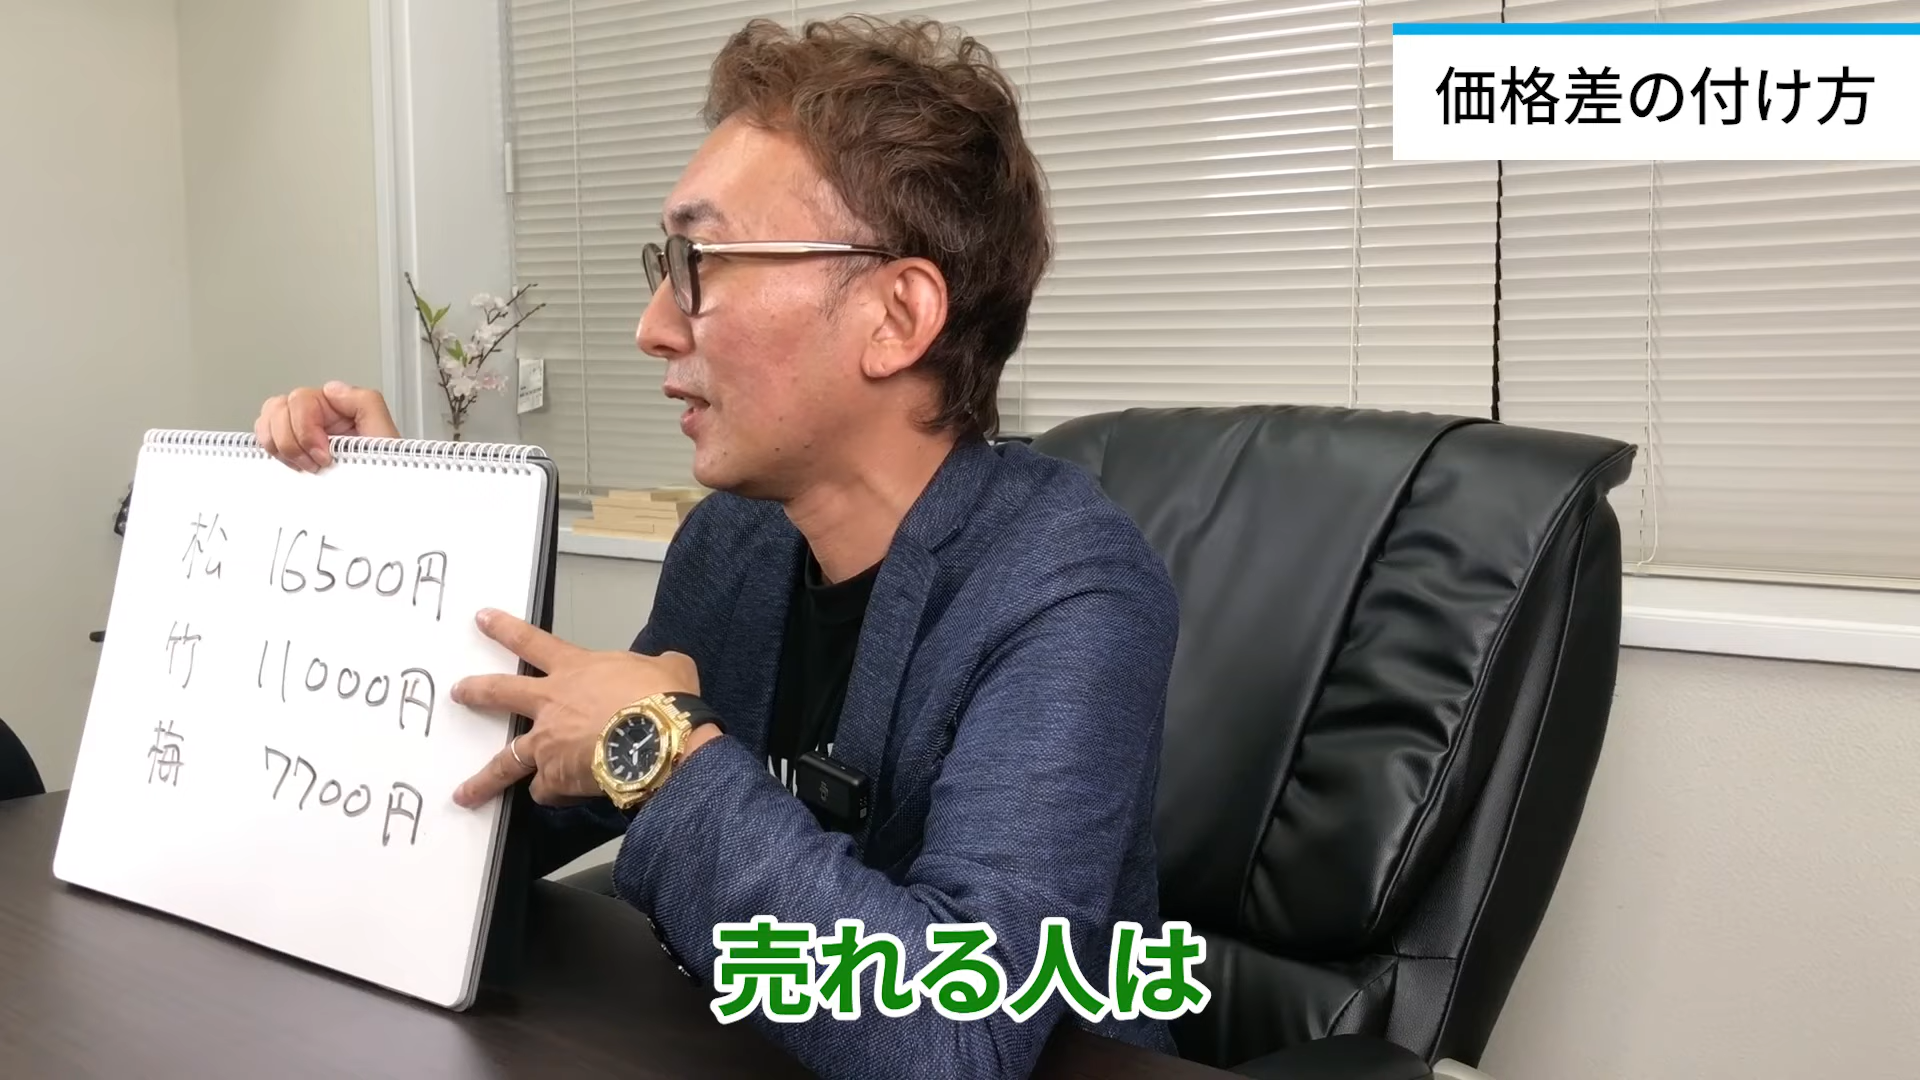 価格差の付け方
松 16500円
竹 11000円
梅 7700円
売れる人は